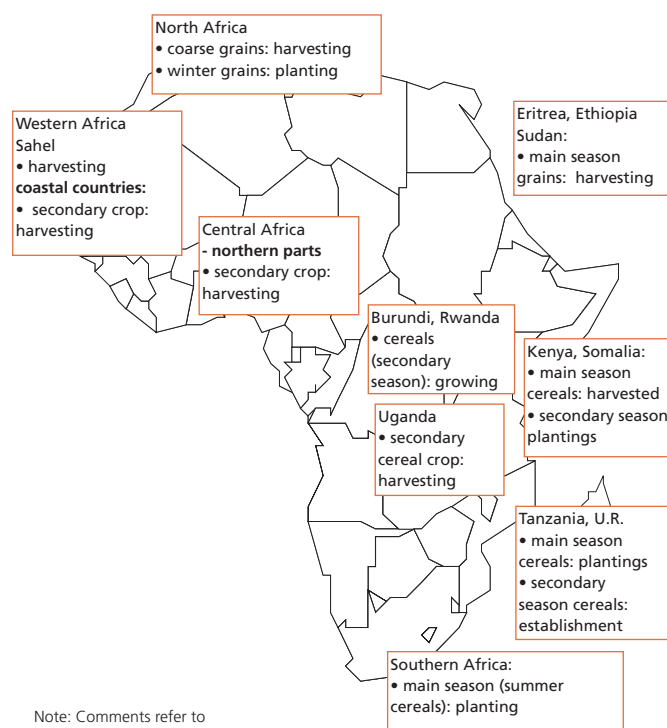 North Africa
• coarse grains: harvesting
• winter grains: planting
Western Africa
Sahel
• harvesting
coastal countries:
• secondary crop:
harvesting
Eritrea, Ethiopia
Sudan:
• main season
grains: harvesting
Central Africa
- northern parts
• secondary crop:
harvesting
Burundi, Rwanda
• cereals
(secondary
season): growing
Kenya, Somalia:
• main season
cereals: harvested
• secondary season
plantings
Uganda
• secondary
cereal crop:
harvesting
Tanzania, U.R.
• main season
cereals: plantings
• secondary
season cereals:
establishment
Southern Africa:
• main season (summer
cereals): planting
Note: Comments refer to